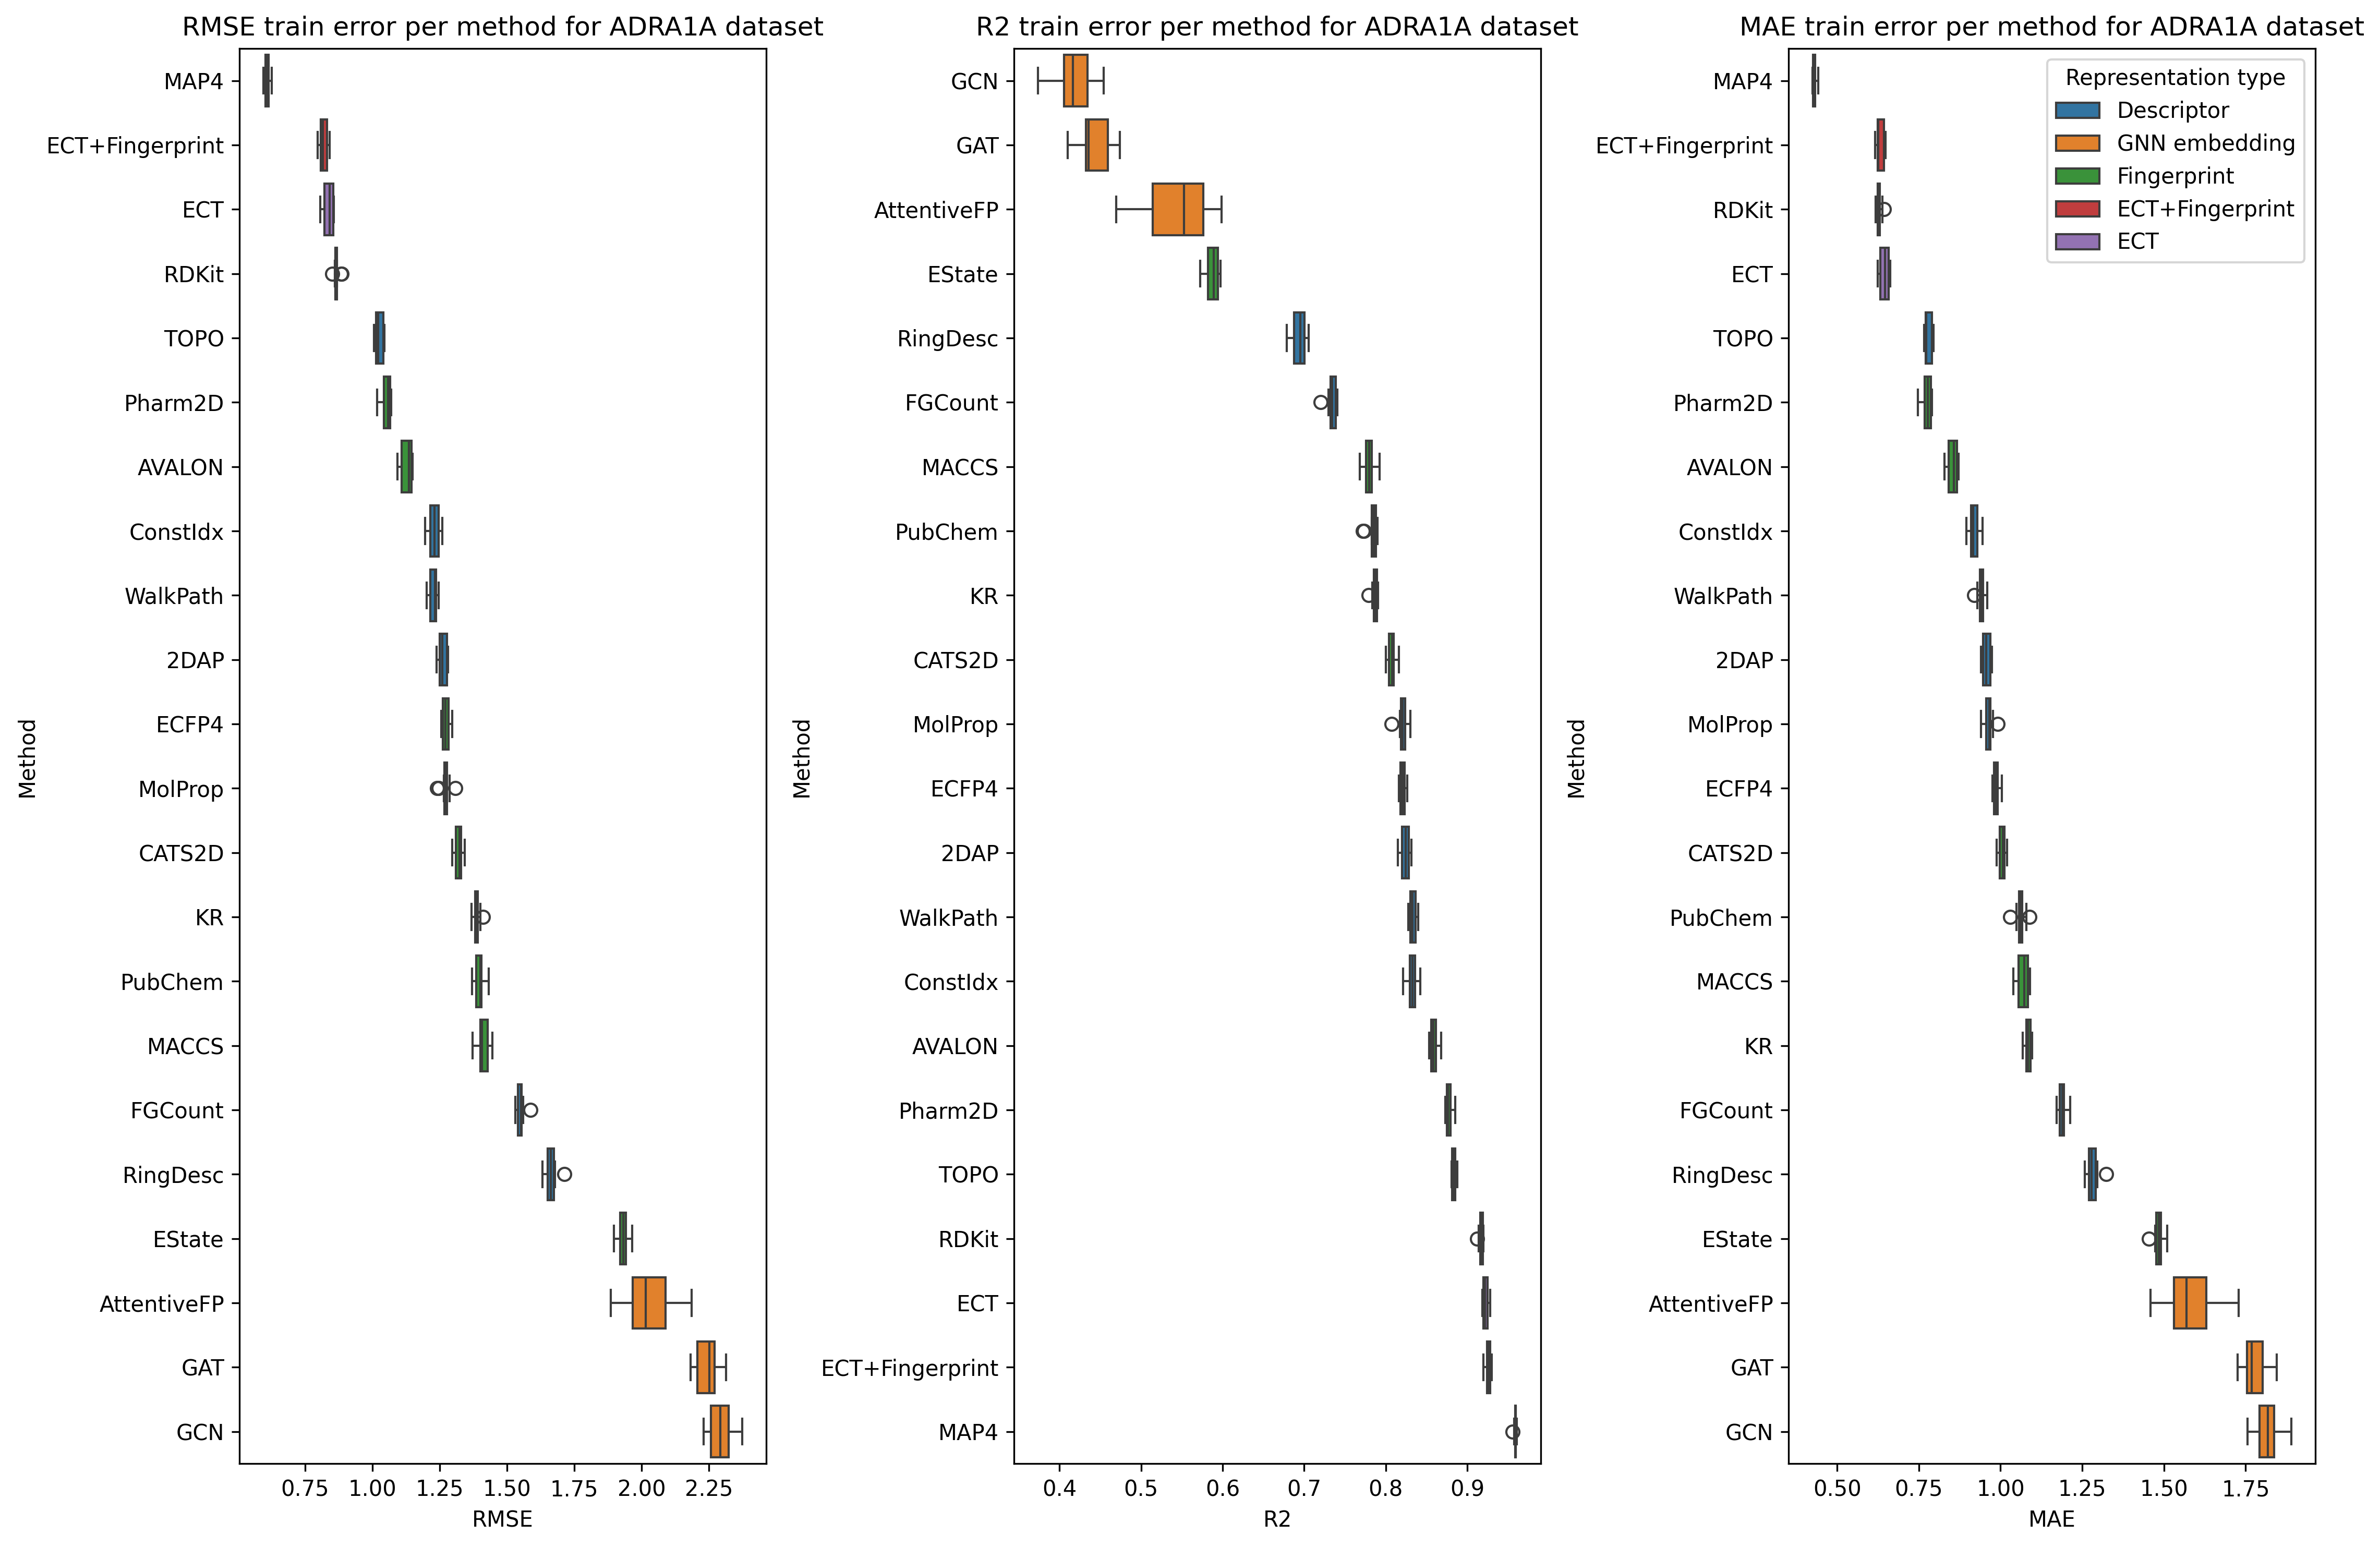 RMSE train error per method for ADRA1A dataset
Method
MAP4
ECT+Fingerprint
ECT
RDKit
TOPO
Pharm2D
AVALON
ConstIdx
WalkPath
2DAP
ECFP4
MolProp
CATS2D
KR
PubChem
MACCS
FGCount
RingDesc
EState
AttentiveFP
GAT
GCN
0.75 1.00 1.25 1.50 1.75 2.00 2.25
RMSE
R2 train error per method for ADRA1A dataset
Method
GCN
GAT
AttentiveFP
EState
RingDesc
FGCount
MACCS
PubChem
KR
CATS2D
MolProp
ECFP4
2DAP
WalkPath
ConstIdx
AVALON
Pharm2D
TOPO
RDKit
ECT
ECT+Fingerprint
MAP4
0.4 0.5 0.6 0.7 0.8 0.9
R2
MAE train error per method for ADRA1A dataset
Method
MAP4
ECT+Fingerprint
RDKit
ECT
TOPO
Pharm2D
AVALON
ConstIdx
WalkPath
2DAP
MolProp
ECFP4
CATS2D
PubChem
MACCS
KR
FGCount
RingDesc
EState
AttentiveFP
GAT
GCN
0.50 0.75 1.00 1.25 1.50 1.75
MAE
Representation type
Descriptor
GNN embedding
Fingerprint
ECT+Fingerprint
ECT